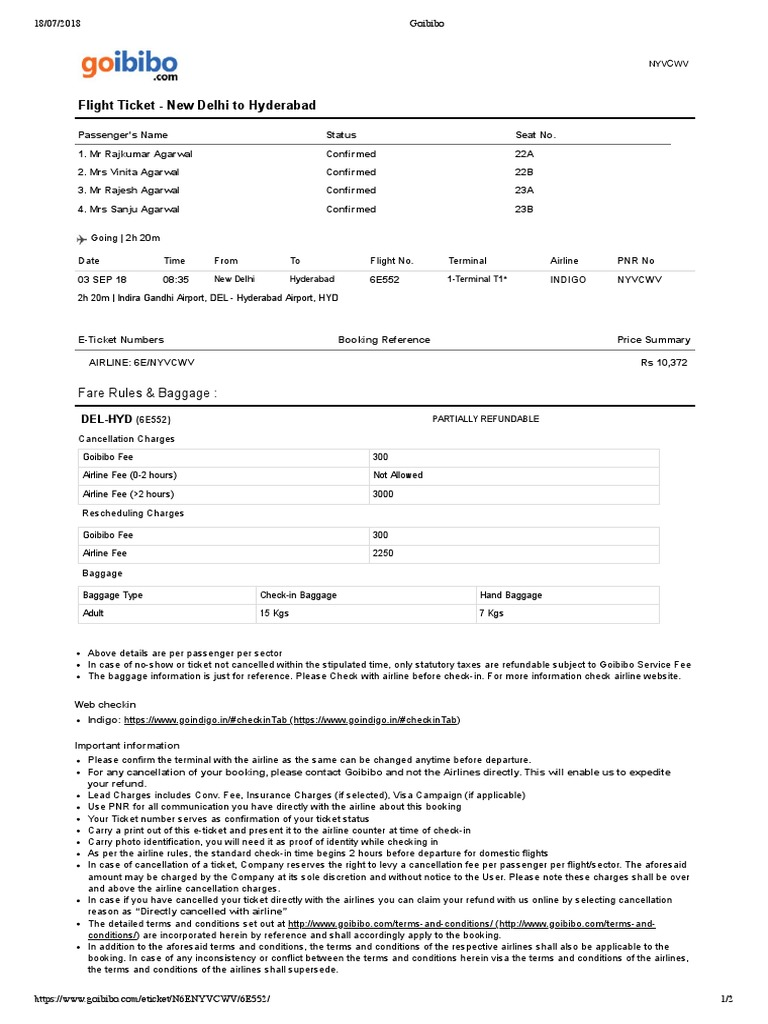 18/07/2018 Goibibo
goibibo
.com
NYVCWV
Flight Ticket - New Delhi to Hyderabad
Passenger's Name Status Seat No.
1. Mr Rajkumar Agarwal Confirmed 22A
2. Mrs Vinita Agarwal Confirmed 22B
3. Mr Rajesh Agarwal Confirmed 23A
4. Mrs Sanju Agarwal Confirmed 23B
Going | 2h 20m
Date Time From To Flight No. Terminal Airline PNR No
03 SEP 18 08:35 New Delhi Hyderabad 6E552 1-Terminal T1* INDIGO NYVCWV
2h 20m | Indira Gandhi Airport, DEL - Hyderabad Airport, HYD
E-Ticket Numbers Booking Reference Price Summary
AIRLINE: 6E/NYVCWV Rs 10,372
Fare Rules & Baggage :
DEL-HYD (6E552) PARTIALLY REFUNDABLE
Cancellation Charges
Goibibo Fee 300
Airline Fee (0-2 hours) Not Allowed
Airline Fee (>2 hours) 3000
Rescheduling Charges
Goibibo Fee 300
Airline Fee 2250
Baggage
Baggage Type Check-in Baggage Hand Baggage
Adult 15 Kgs 7 Kgs
• Above details are per passenger per sector
• In case of no-show or ticket not cancelled within the stipulated time, only statutory taxes are refundable subject to Goibibo Service Fee
• The baggage information is just for reference. Please Check with airline before check-in. For more information check airline website.
Web checkin
• Indigo: https://www.goindigo.in/#checkinTab (https://www.goindigo.in/#checkinTab)
Important information
• Please confirm the terminal with the airline as the same can be changed anytime before departure.
• For any cancellation of your booking, please contact Goibibo and not the Airlines directly. This will enable us to expedite
your refund.
• Lead Charges includes Conv. Fee, Insurance Charges (if selected), Visa Campaign (if applicable)
• Use PNR for all communication you have directly with the airline about this booking
• Your Ticket number serves as confirmation of your ticket status
• Carry a print out of this e-ticket and present it to the airline counter at time of check-in
• Carry photo identification, you will need it as proof of identity while checking in
• As per the airline rules, the standard check-in time begins 2 hours before departure for domestic flights
• In case of cancellation of a ticket, Company reserves the right to levy a cancellation fee per passenger per flight/sector. The aforesaid
amount may be charged by the Company at its sole discretion and without notice to the User. Please note these charges shall be over
and above the airline cancellation charges.
• In case if you have cancelled your ticket directly with the airlines you can claim your refund with us online by selecting cancellation
reason as “Directly cancelled with airline”
• The detailed terms and conditions set out at http://www.goibibo.com/terms-and-conditions/ (http://www.goibibo.com/terms-and-
conditions/) are incorporated herein by reference and shall accordingly apply to the booking.
• In addition to the aforesaid terms and conditions, the terms and conditions of the respective airlines shall also be applicable to the
booking. In case of any inconsistency or conflict between the terms and conditions herein visa the terms and conditions of the airlines,
the terms and conditions of the airlines shall supersede.
https://www.goibibo.com/eticket/N6ENYVCWV/6E552/ 1/2